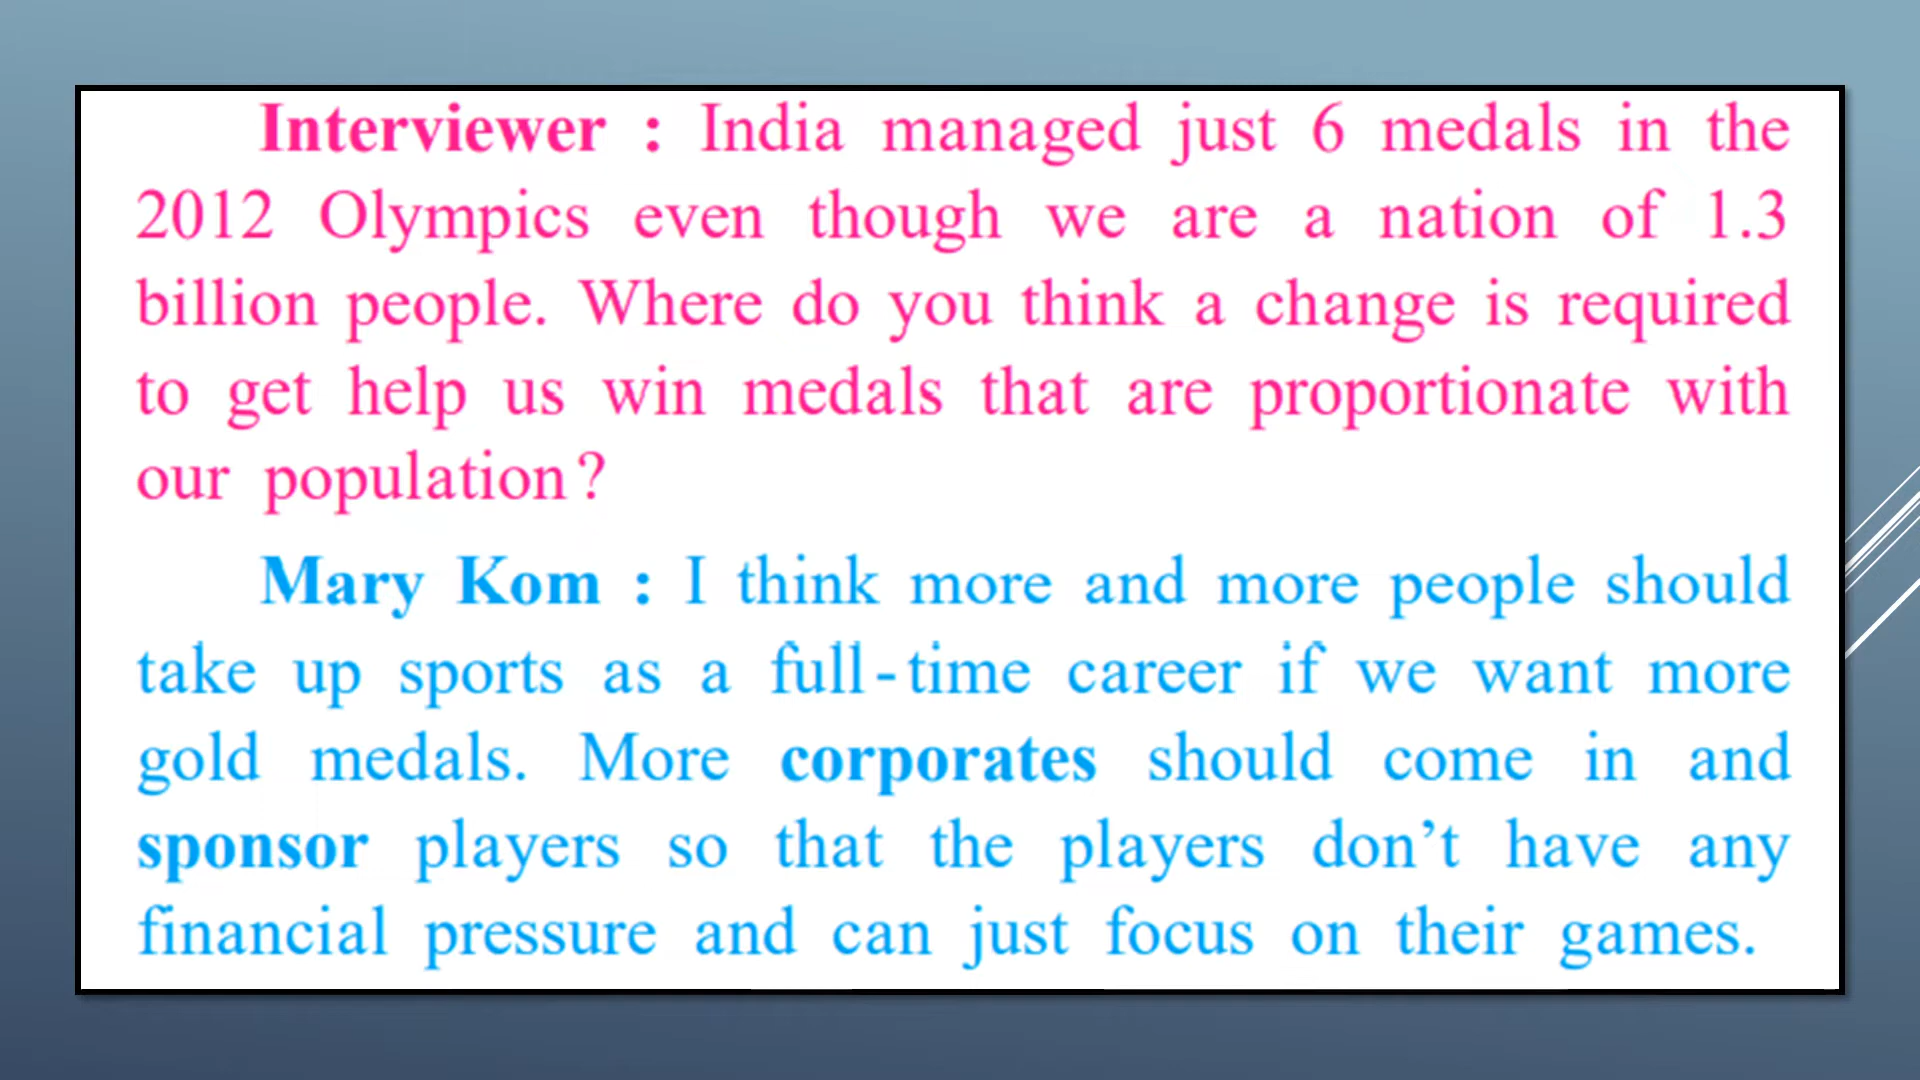 Interviewer : India managed just 6 medals in the
2012 Olympics even though we are a nation of 1.3
billion people. Where do you think a change is required
to get help us win medals that are proportionate with
our population ?
Mary Kom : I think more and more people should
take up sports as a full-time career if we want more
gold medals. More corporates should come in and
sponsor players so that the players don’t have any
financial pressure and can just focus on their games.